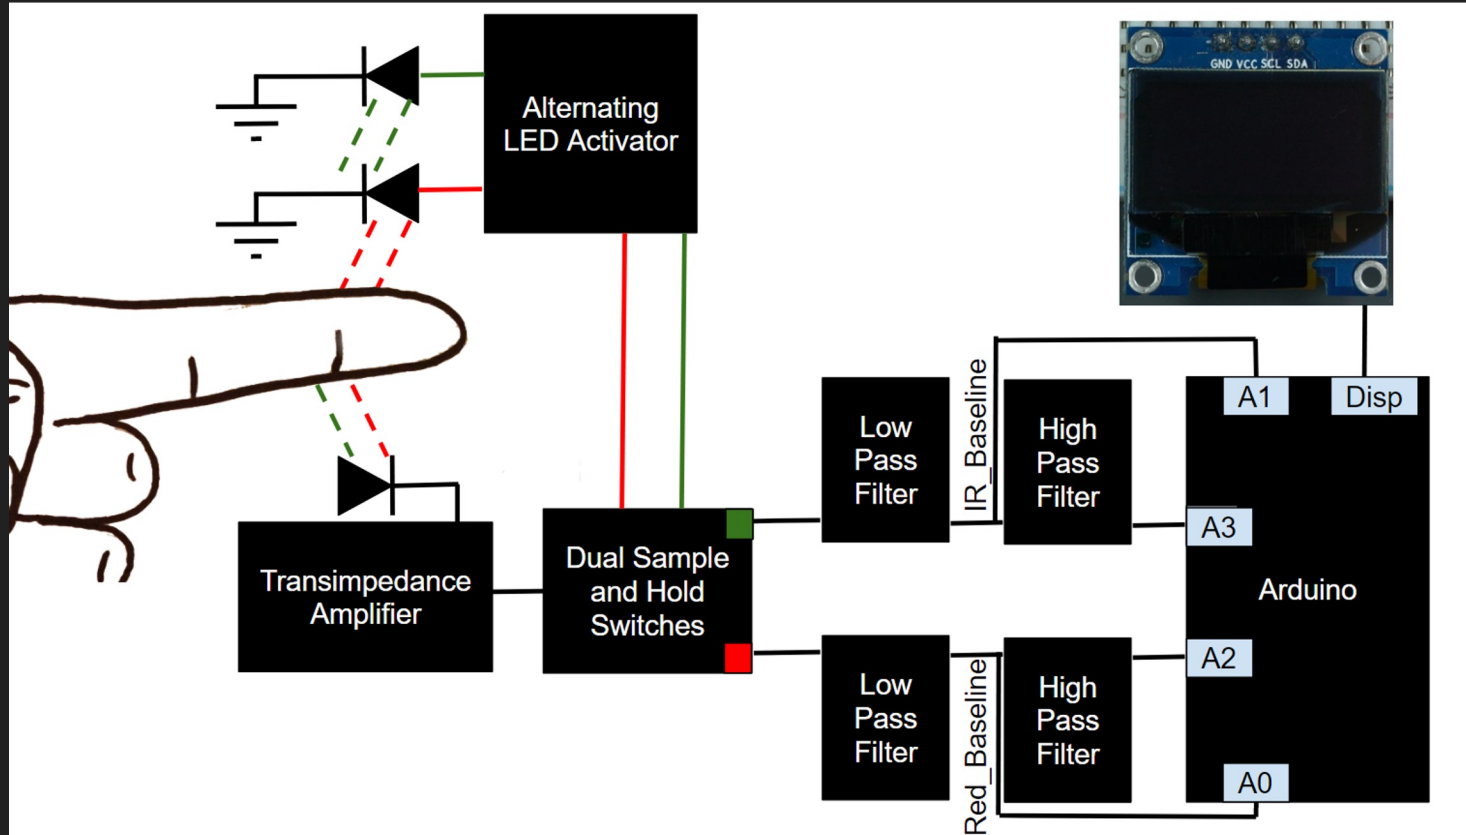 GND VCC SCL SDA
Alternating
LED Activator
Low
Pass
Filter
IR_Baseline
High
Pass
Filter
A1
Disp
A3
Transimpedance
Amplifier
Dual Sample
and Hold
Switches
Arduino
A2
Low
Pass
Filter
Red_Baseline
High
Pass
Filter
A0